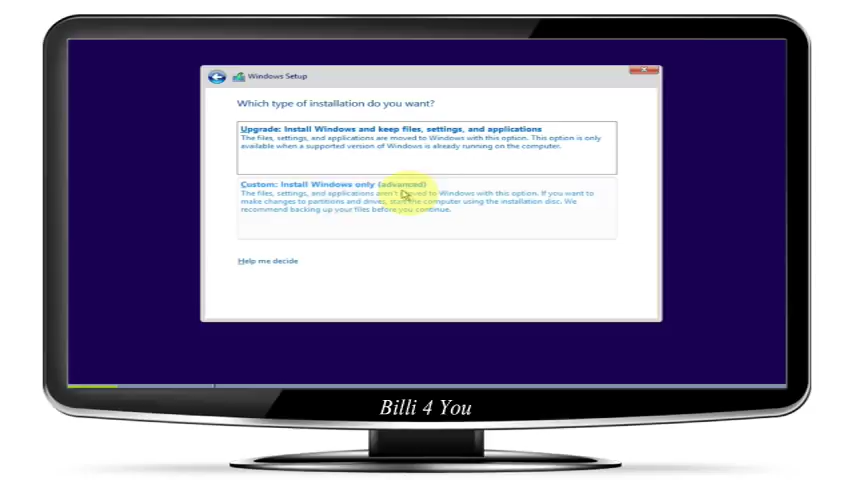 Windows Setup
Which type of installation do you want?
Upgrade: Install Windows and keep files, settings, and applications
The files, settings, and applications are moved to Windows with this option. This option is only
available when a supported version of Windows is already running on the computer.
Custom: Install Windows only (advanced)
The files, settings, and applications aren't moved to Windows with this option. If you want to
make changes to partitions and drives, start the computer using the installation disc. We
recommend backing up your files before you continue.
Help me decide
Billi 4 You